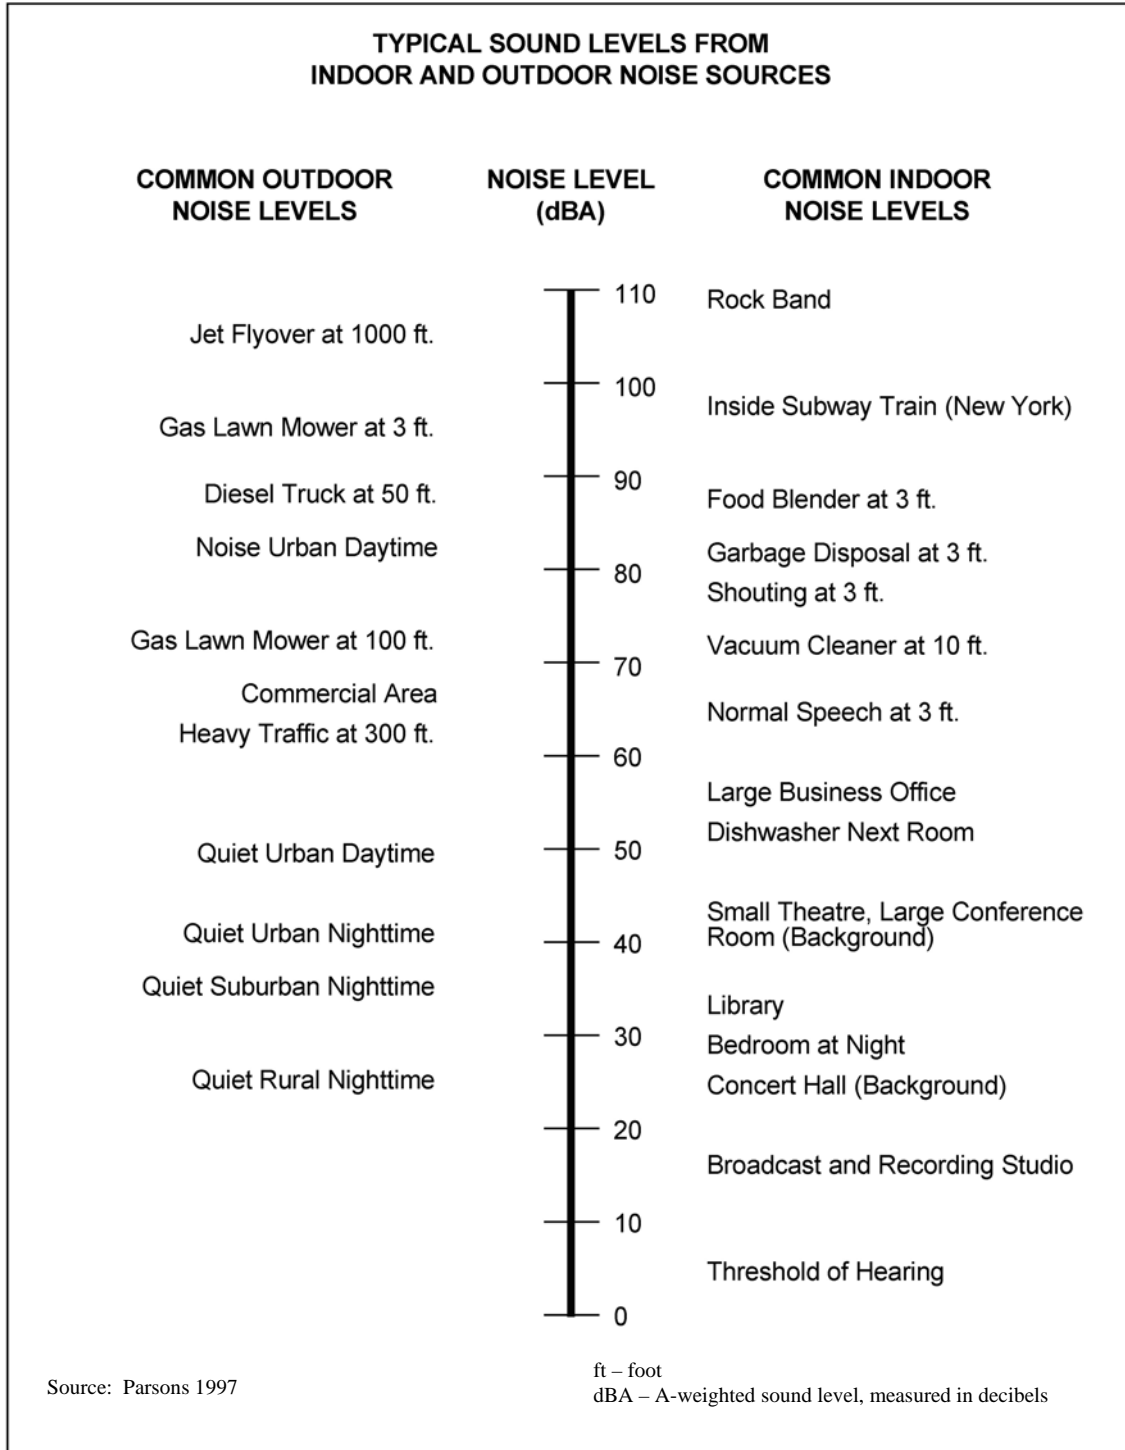 TYPICAL SOUND LEVELS FROM
INDOOR AND OUTDOOR NOISE SOURCES
COMMON OUTDOOR
NOISE LEVELS
NOISE LEVEL
(dBA)
COMMON INDOOR
NOISE LEVELS
110
Rock Band
Jet Flyover at 1000 ft.
100
Inside Subway Train (New York)
Gas Lawn Mower at 3 ft.
90
Diesel Truck at 50 ft.
Food Blender at 3 ft.
Noise Urban Daytime
Garbage Disposal at 3 ft.
80
Shouting at 3 ft.
Gas Lawn Mower at 100 ft.
Vacuum Cleaner at 10 ft.
70
Commercial Area
Normal Speech at 3 ft.
Heavy Traffic at 300 ft.
60
Large Business Office
Dishwasher Next Room
Quiet Urban Daytime
50
Small Theatre, Large Conference
Room (Background)
Quiet Urban Nighttime
40
Quiet Suburban Nighttime
Library
30
Bedroom at Night
Quiet Rural Nighttime
Concert Hall (Background)
20
Broadcast and Recording Studio
10
Threshold of Hearing
0
Source: Parsons 1997
ft – foot
dBA – A-weighted sound level, measured in decibels